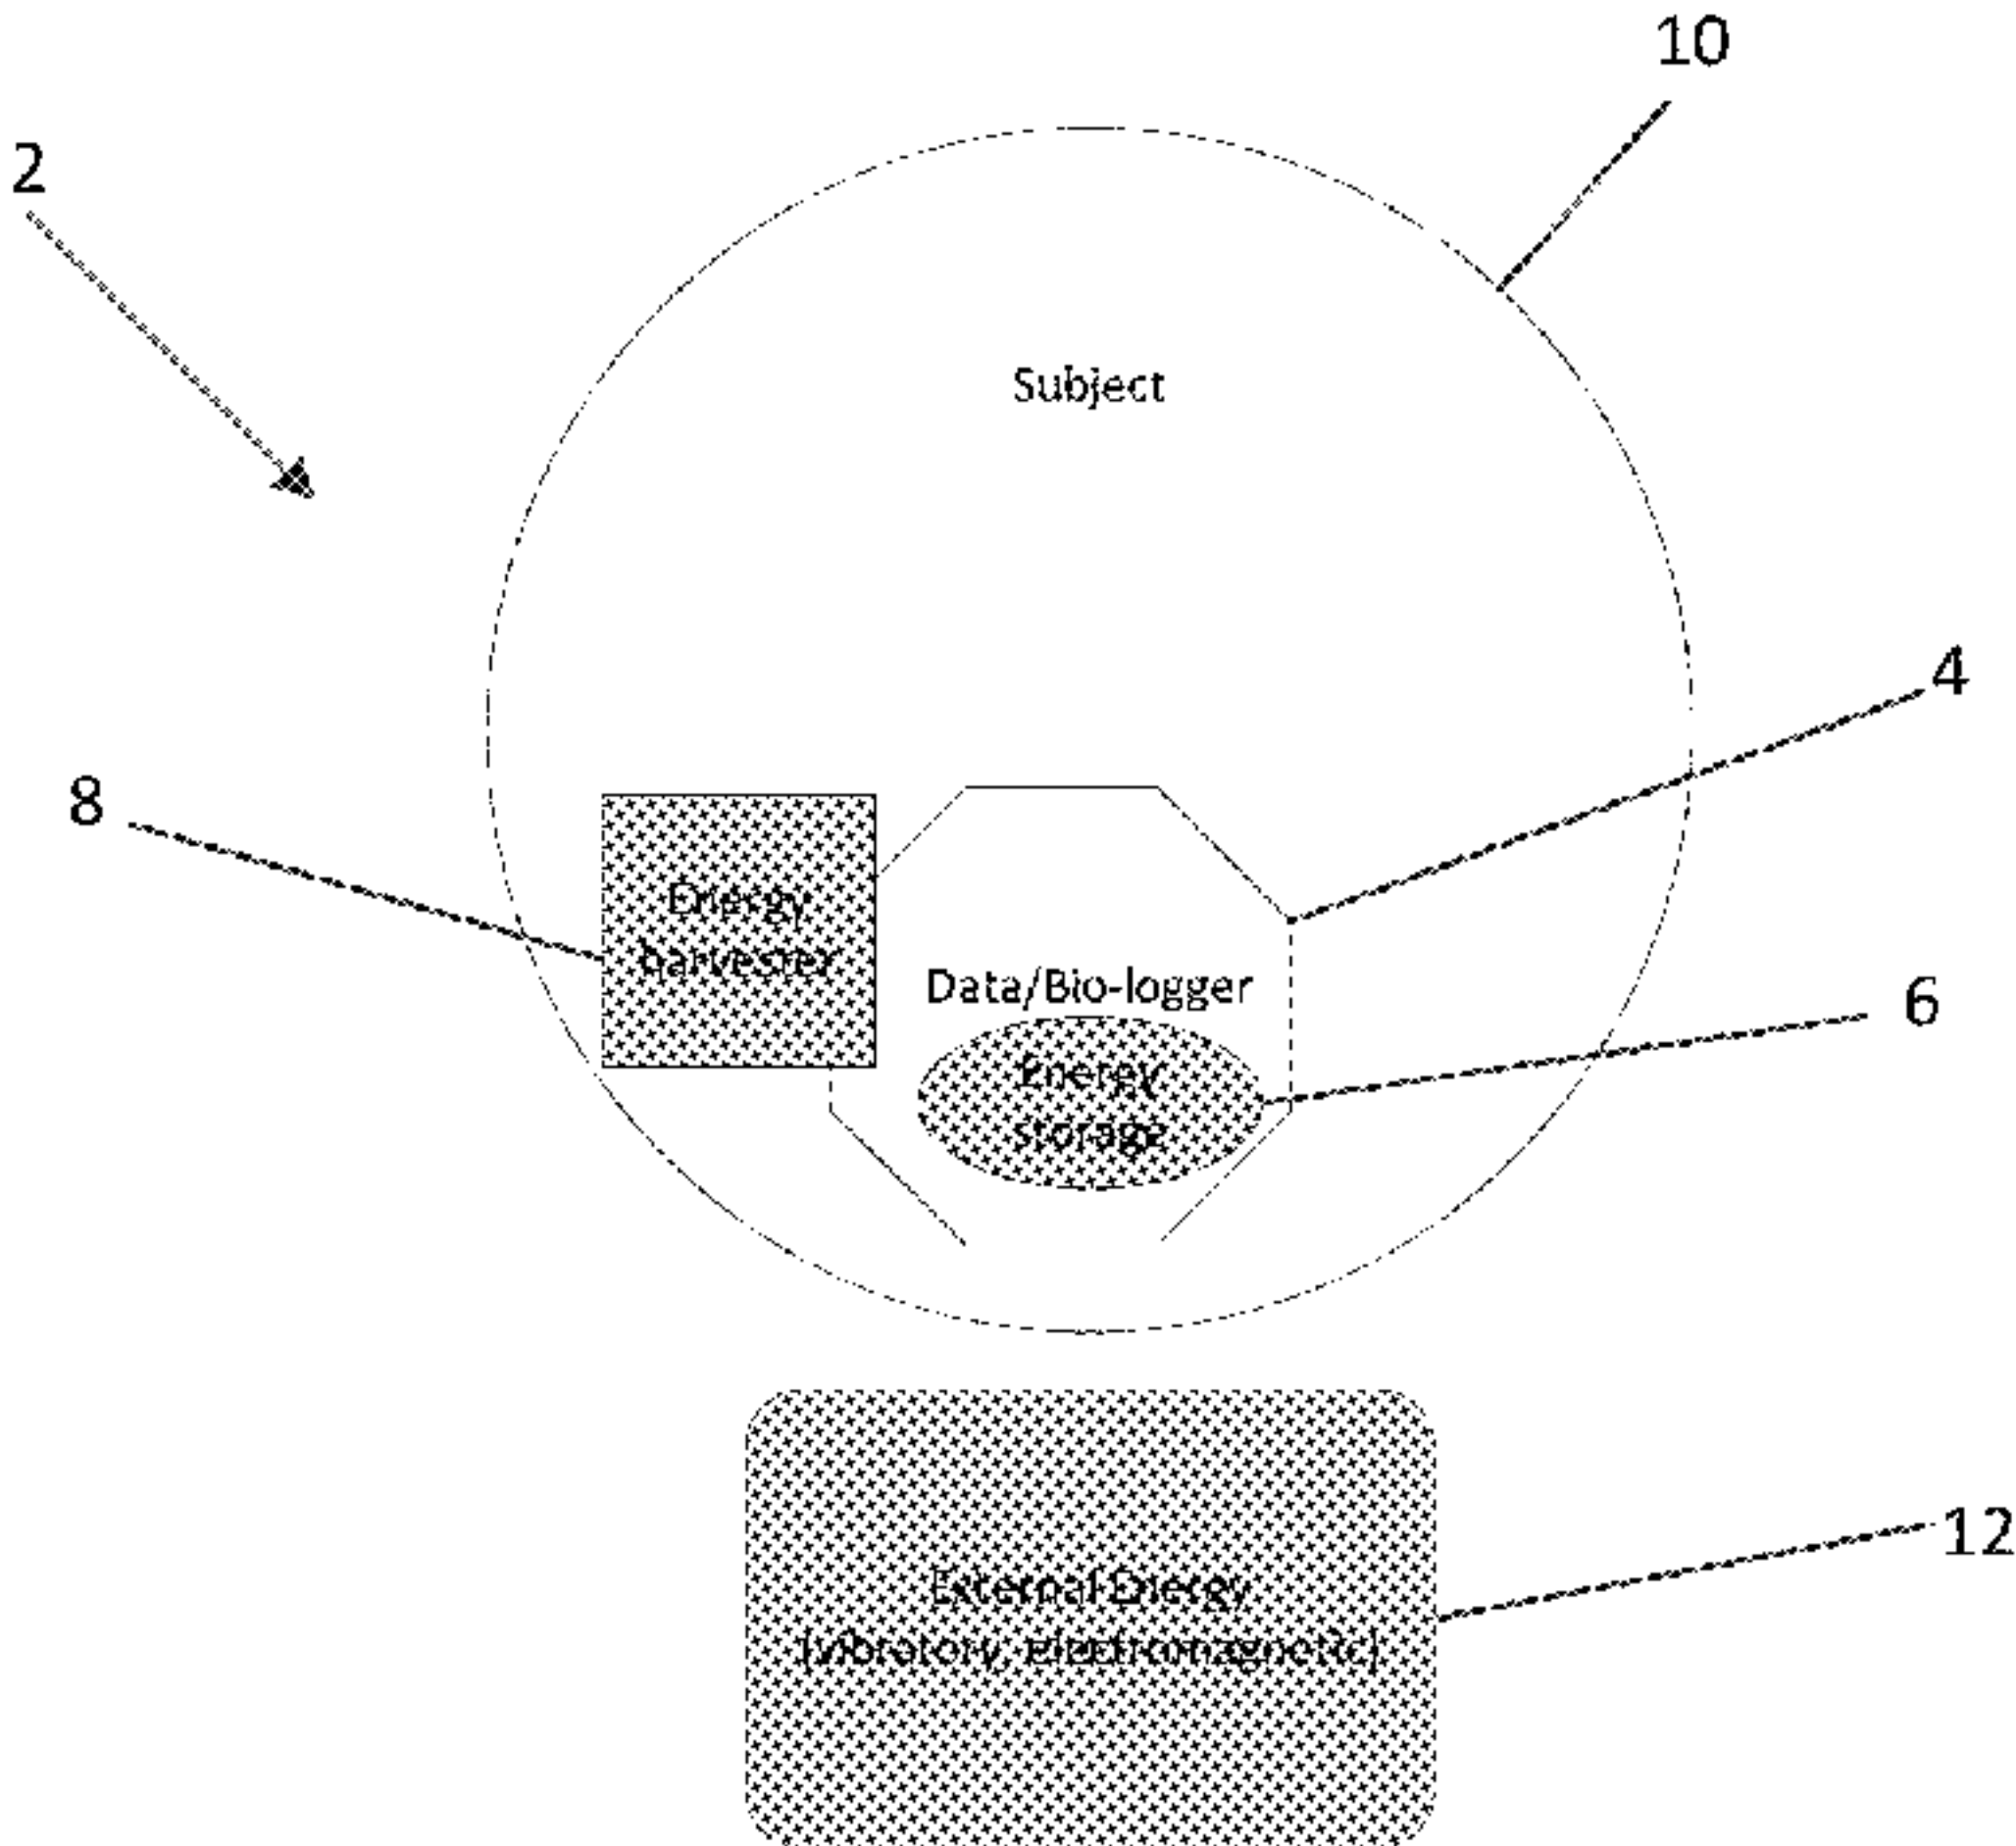 10
2
Subject
4
8
Energy
harvester
Data/Bio-logger
6
Energy
storage
12
External Energy
(vibratory, Electromagnetic)